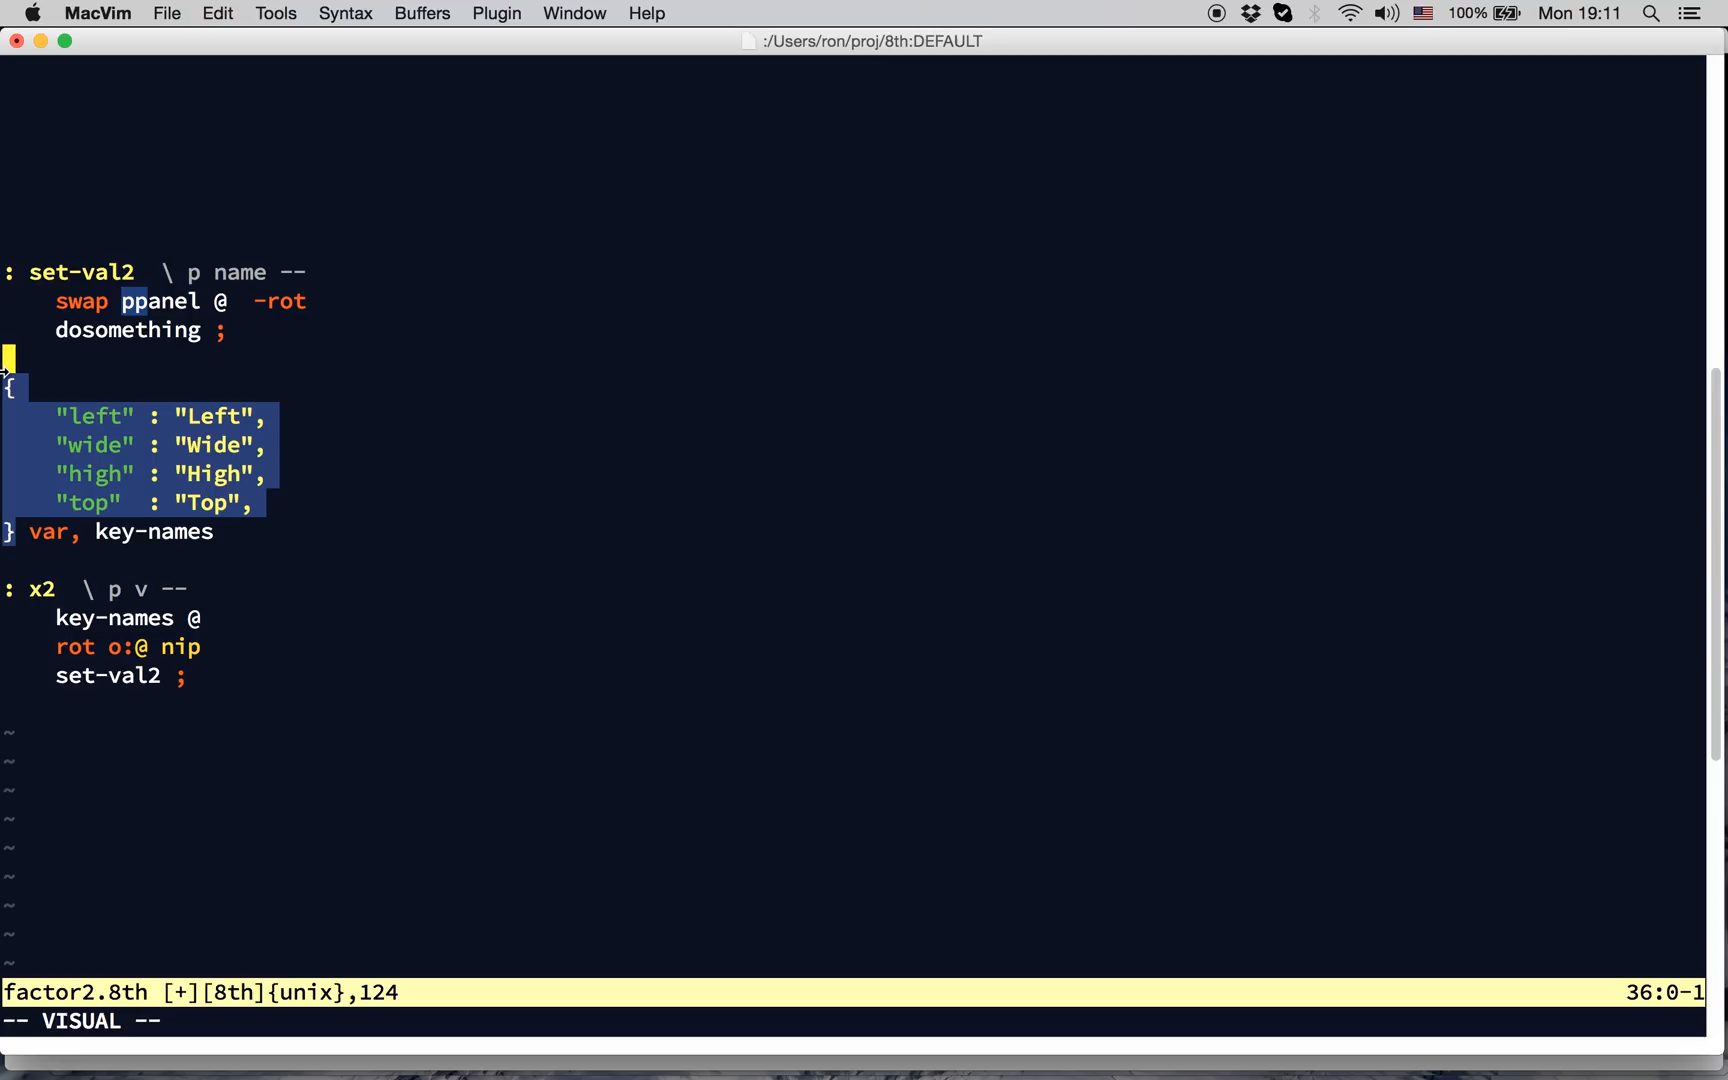 MacVim File Edit Tools Syntax Buffers Plugin Window Help 100% Mon 19:11
:/Users/ron/proj/8th:DEFAULT
: set-val2 \ p name --
swap ppanel @ -rot
dosomething ;
{
"left" : "Left",
"wide" : "Wide",
"high" : "High",
"top" : "Top",
} var, key-names
: x2 \ p v --
key-names @
rot o:@ nip
set-val2 ;
~
~
~
~
~
~
~
~
~
factor2.8th [+][8th]{unix},124 36:0-1
-- VISUAL --